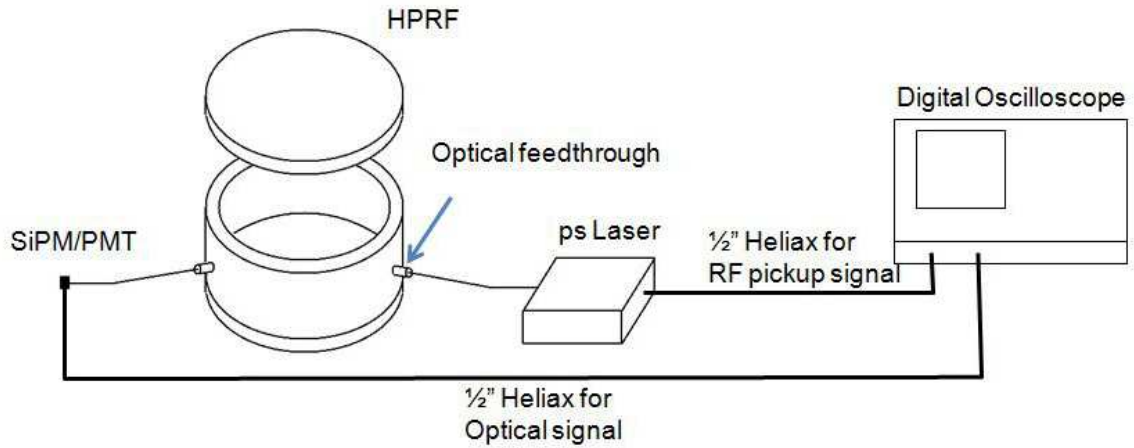 HPRF
Digital Oscilloscope
Optical feedthrough
SiPM/PMT
ps Laser
½” Heliax for
RF pickup signal
½” Heliax for
Optical signal